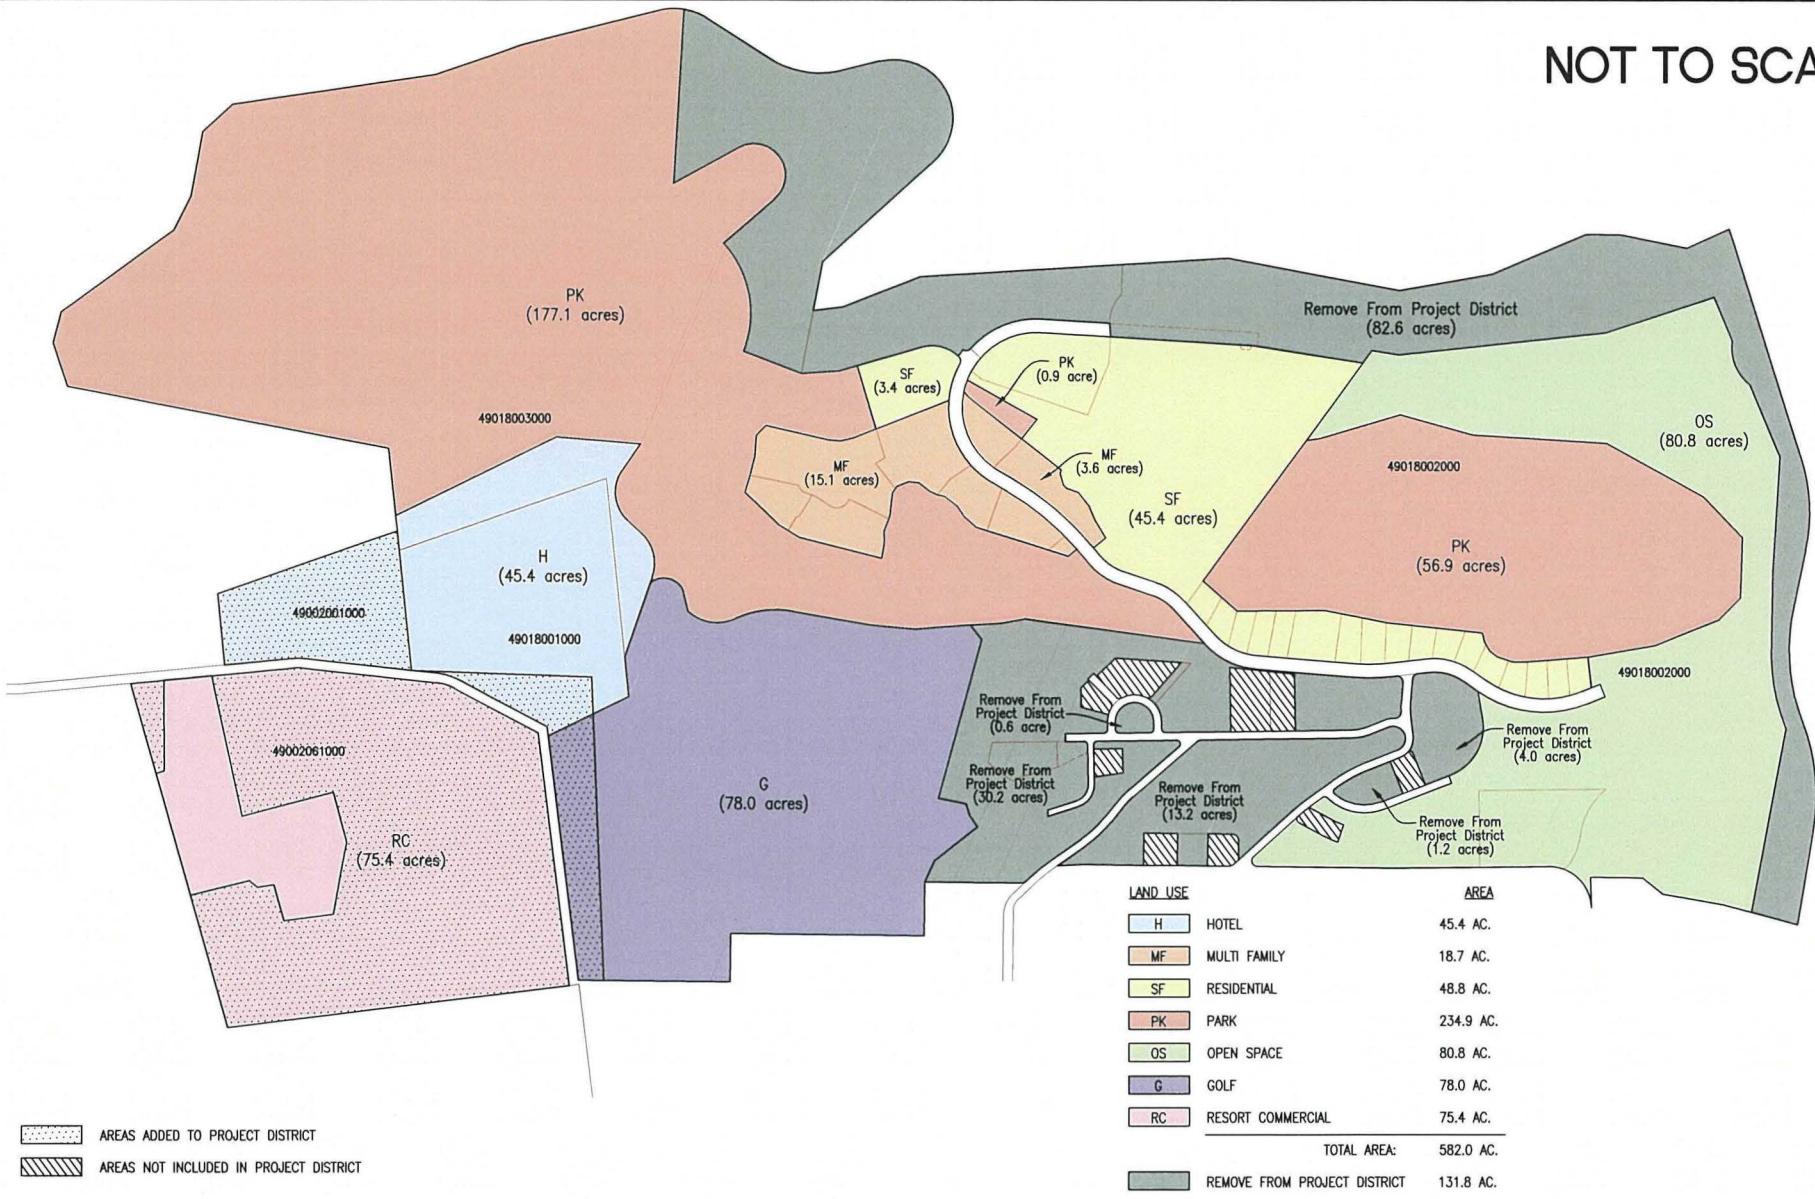 NOT TO SCA
PK
(177.1 acres)
Remove From Project District
(82.6 acres)
PK
(0.9 acre)
SF
(3.4 acres)
49018003000
OS
(80.8 acres)
MF
(15.1 acres)
MF
(3.6 acres)
49018002000
SF
(45.4 acres)
H
(45.4 acres)
PK
(56.9 acres)
49002001000
49018001000
49018002000
Remove From
Project District
(0.6 acre)
Remove From
Project District
(4.0 acres)
49002061000
Remove From
Project District
(30.2 acres)
G
(78.0 acres)
Remove From
Project District
(13.2 acres)
Remove From
Project District
(1.2 acres)
RC
(75.4 acres)
LAND USE AREA
H HOTEL 45.4 AC.
MF MULTI FAMILY 18.7 AC.
SF RESIDENTIAL 48.8 AC.
PK PARK 234.9 AC.
OS OPEN SPACE 80.8 AC.
G GOLF 78.0 AC.
RC RESORT COMMERCIAL 75.4 AC.
TOTAL AREA: 582.0 AC.
REMOVE FROM PROJECT DISTRICT 131.8 AC.
AREAS ADDED TO PROJECT DISTRICT
AREAS NOT INCLUDED IN PROJECT DISTRICT